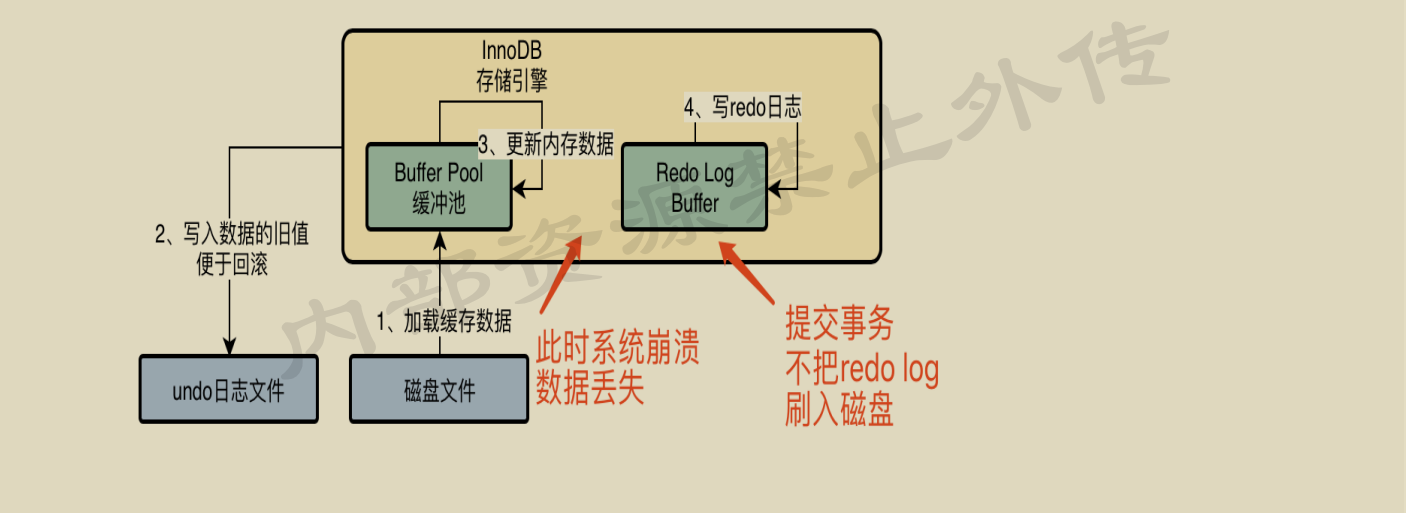 InnoDB
存储引擎
4、写redo日志
3、更新内存数据
Buffer Pool
缓冲池
Redo Log
Buffer
2、写入数据的旧值
便于回滚
1、加载缓存数据
此时系统崩溃
数据丢失
提交事务
不把redo log
刷入磁盘
undo日志文件
磁盘文件
内部资源禁止外传